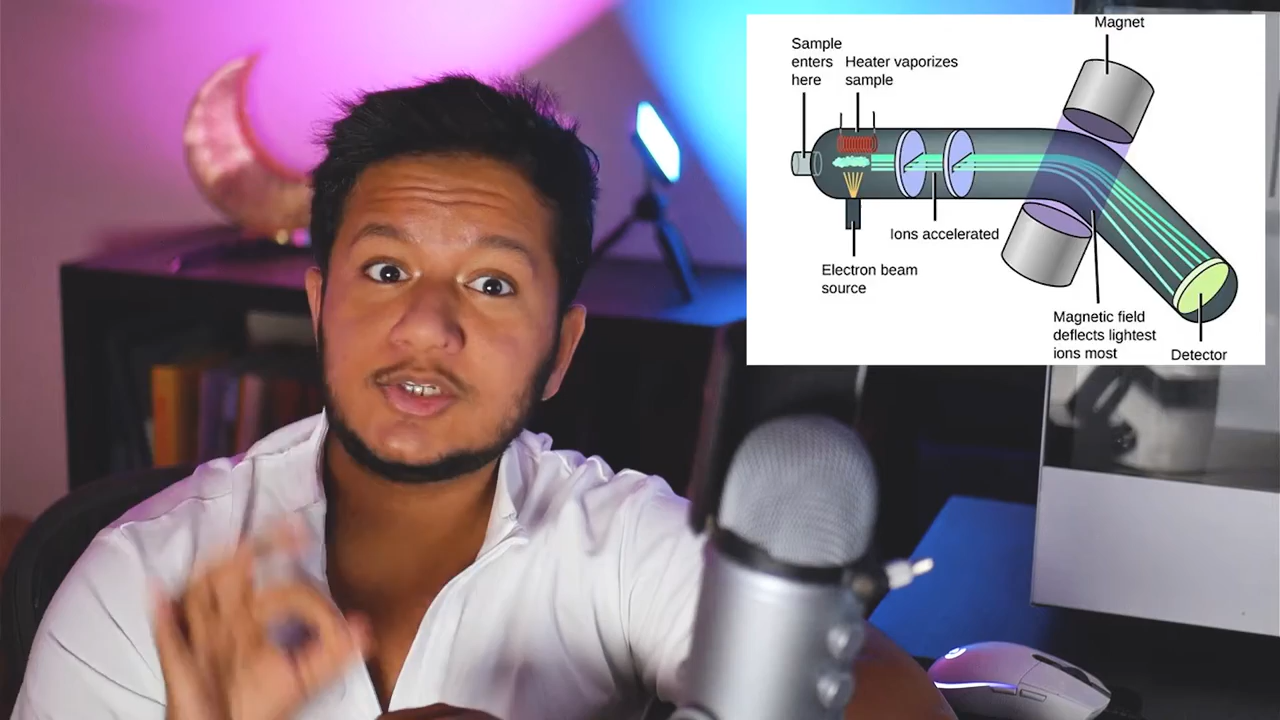 Magnet
Sample
enters
here
Heater vaporizes
sample
Ions accelerated
Electron beam
source
Magnetic field
deflects lightest
ions most
Detector